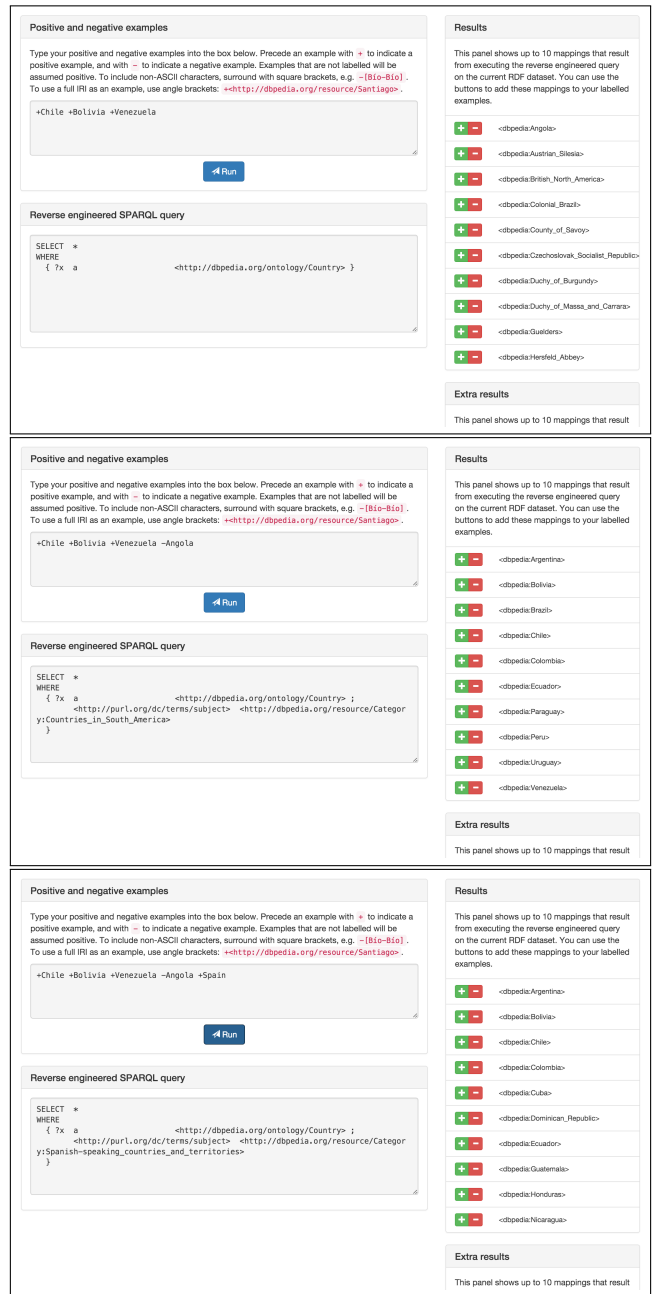 Positive and negative examples
Type your positive and negative examples into the box below. Precede an example with + to indicate a
positive example, and with − to indicate a negative example. Examples that are not labelled will be
assumed positive. To include non-ASCII characters, surround with square brackets, e.g. −[Bío−Bío] .
To use a full IRI as an example, use angle brackets: +<http://dbpedia.org/resource/Santiago> .
+Chile +Bolivia +Venezuela
Run
Reverse engineered SPARQL query
SELECT *
WHERE
{ ?x a <http://dbpedia.org/ontology/Country> }
Results
This panel shows up to 10 mappings that result
from executing the reverse engineered query
on the current RDF dataset. You can use the
buttons to add these mappings to your labelled
examples.
+ − <dbpedia:Angola>
+ − <dbpedia:Austrian_Silesia>
+ − <dbpedia:British_North_America>
+ − <dbpedia:Colonial_Brazil>
+ − <dbpedia:County_of_Savoy>
+ − <dbpedia:Czechoslovak_Socialist_Republic>
+ − <dbpedia:Duchy_of_Burgundy>
+ − <dbpedia:Duchy_of_Massa_and_Carrara>
+ − <dbpedia:Guelders>
+ − <dbpedia:Hersfeld_Abbey>
Extra results
This panel shows up to 10 mappings that result
Positive and negative examples
Type your positive and negative examples into the box below. Precede an example with + to indicate a
positive example, and with − to indicate a negative example. Examples that are not labelled will be
assumed positive. To include non-ASCII characters, surround with square brackets, e.g. −[Bío−Bío] .
To use a full IRI as an example, use angle brackets: +<http://dbpedia.org/resource/Santiago> .
+Chile +Bolivia +Venezuela −Angola
Run
Reverse engineered SPARQL query
SELECT *
WHERE
{ ?x a <http://dbpedia.org/ontology/Country> ;
<http://purl.org/dc/terms/subject> <http://dbpedia.org/resource/Categor
y:Countries_in_South_America>
}
Results
This panel shows up to 10 mappings that result
from executing the reverse engineered query
on the current RDF dataset. You can use the
buttons to add these mappings to your labelled
examples.
+ − <dbpedia:Argentina>
+ − <dbpedia:Bolivia>
+ − <dbpedia:Brazil>
+ − <dbpedia:Chile>
+ − <dbpedia:Colombia>
+ − <dbpedia:Ecuador>
+ − <dbpedia:Paraguay>
+ − <dbpedia:Peru>
+ − <dbpedia:Uruguay>
+ − <dbpedia:Venezuela>
Extra results
This panel shows up to 10 mappings that result
Positive and negative examples
Type your positive and negative examples into the box below. Precede an example with + to indicate a
positive example, and with − to indicate a negative example. Examples that are not labelled will be
assumed positive. To include non-ASCII characters, surround with square brackets, e.g. −[Bío−Bío] .
To use a full IRI as an example, use angle brackets: +<http://dbpedia.org/resource/Santiago> .
+Chile +Bolivia +Venezuela −Angola +Spain
Run
Reverse engineered SPARQL query
SELECT *
WHERE
{ ?x a <http://dbpedia.org/ontology/Country> ;
<http://purl.org/dc/terms/subject> <http://dbpedia.org/resource/Categor
y:Spanish−speaking_countries_and_territories>
}
Results
This panel shows up to 10 mappings that result
from executing the reverse engineered query
on the current RDF dataset. You can use the
buttons to add these mappings to your labelled
examples.
+ − <dbpedia:Argentina>
+ − <dbpedia:Bolivia>
+ − <dbpedia:Chile>
+ − <dbpedia:Colombia>
+ − <dbpedia:Cuba>
+ − <dbpedia:Dominican_Republic>
+ − <dbpedia:Ecuador>
+ − <dbpedia:Guatemala>
+ − <dbpedia:Honduras>
+ − <dbpedia:Nicaragua>
Extra results
This panel shows up to 10 mappings that result